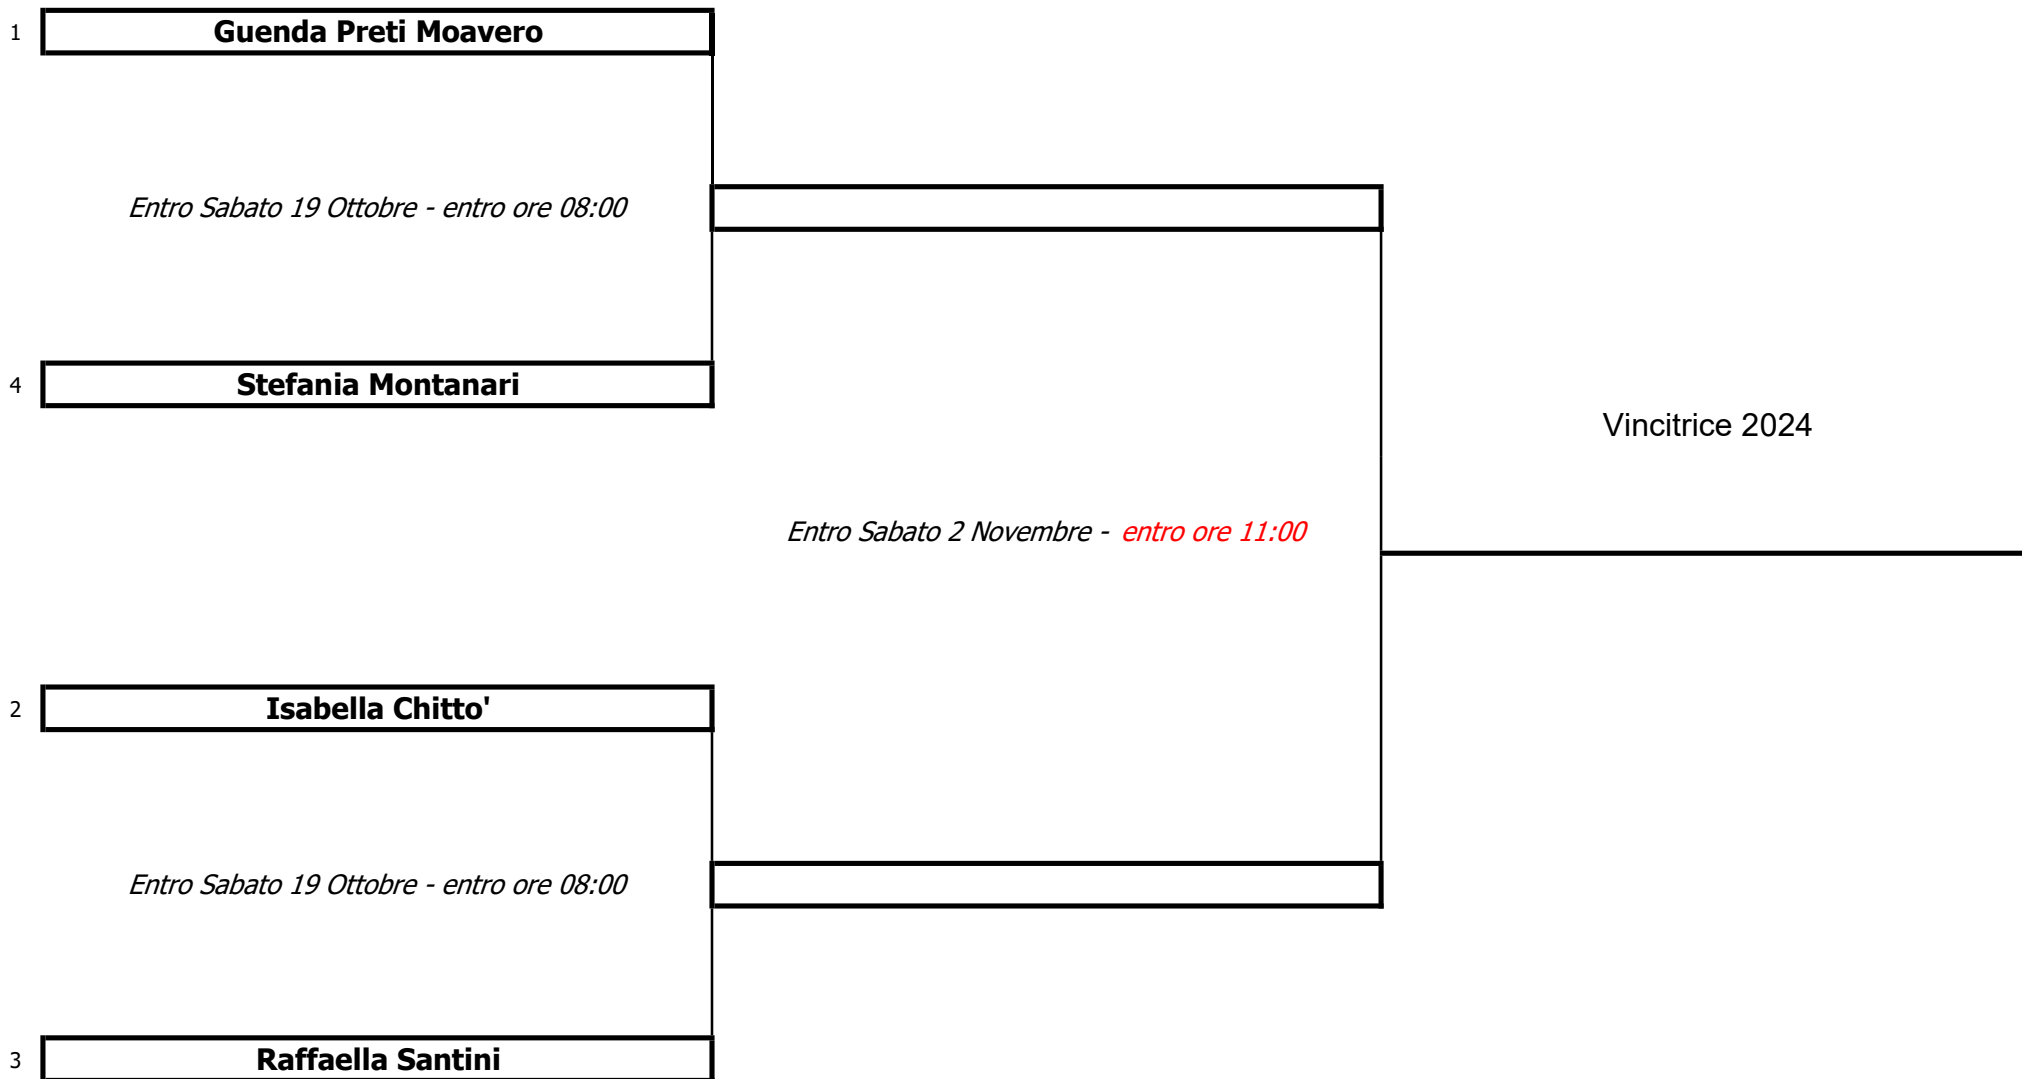 1 Guenda Preti Moavero
Entro Sabato 19 Ottobre - entro ore 08:00
4 Stefania Montanari
Vincitrice 2024
Entro Sabato 2 Novembre - entro ore 11:00
2 Isabella Chitto'
Entro Sabato 19 Ottobre - entro ore 08:00
3 Raffaella Santini